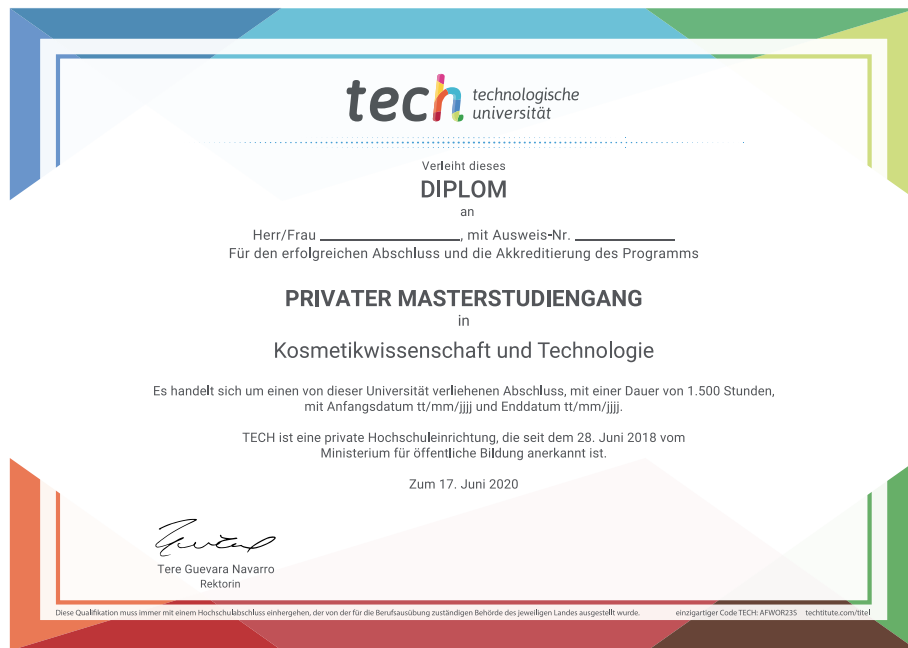 tech technologische
universität
Verleiht dieses
DIPLOM
an
Herr/Frau ____________________, mit Ausweis-Nr. ______________
Für den erfolgreichen Abschluss und die Akkreditierung des Programms
PRIVATER MASTERSTUDIENGANG
in
Kosmetikwissenschaft und Technologie
Es handelt sich um einen von dieser Universität verliehenen Abschluss, mit einer Dauer von 1.500 Stunden,
mit Anfangsdatum tt/mm/jjjj und Enddatum tt/mm/jjjj.
TECH ist eine private Hochschuleinrichtung, die seit dem 28. Juni 2018 vom
Ministerium für öffentliche Bildung anerkannt ist.
Zum 17. Juni 2020
Tere Guevara Navarro
Rektorin
Diese Qualifikation muss immer mit einem Hochschulabschluss einhergehen, der von der für die Berufsausübung zuständigen Behörde des jeweiligen Landes ausgestellt wurde. einzigartiger Code TECH: AFWOR23S techtitute.com/titel